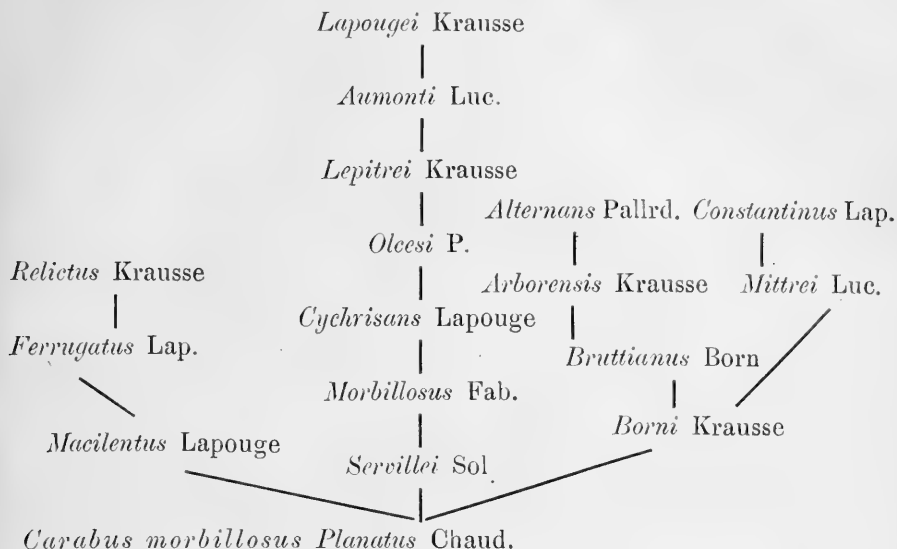 Lapougei Krausse
Aumonti Luc.
Lepitrei Krausse
Alternans Pallrd. Constantinus Lap.
Olcesi P.
Relictus Krausse
Arborensis Krausse
Mittrei Luc.
Cychrisans Lapouge
Ferrugatus Lap.
Bruttianus Born
Morbillosus Fab.
Borni Krausse
Macilentus Lapouge
Servillei Sol
Carabus morbillosus Planatus Chaud.